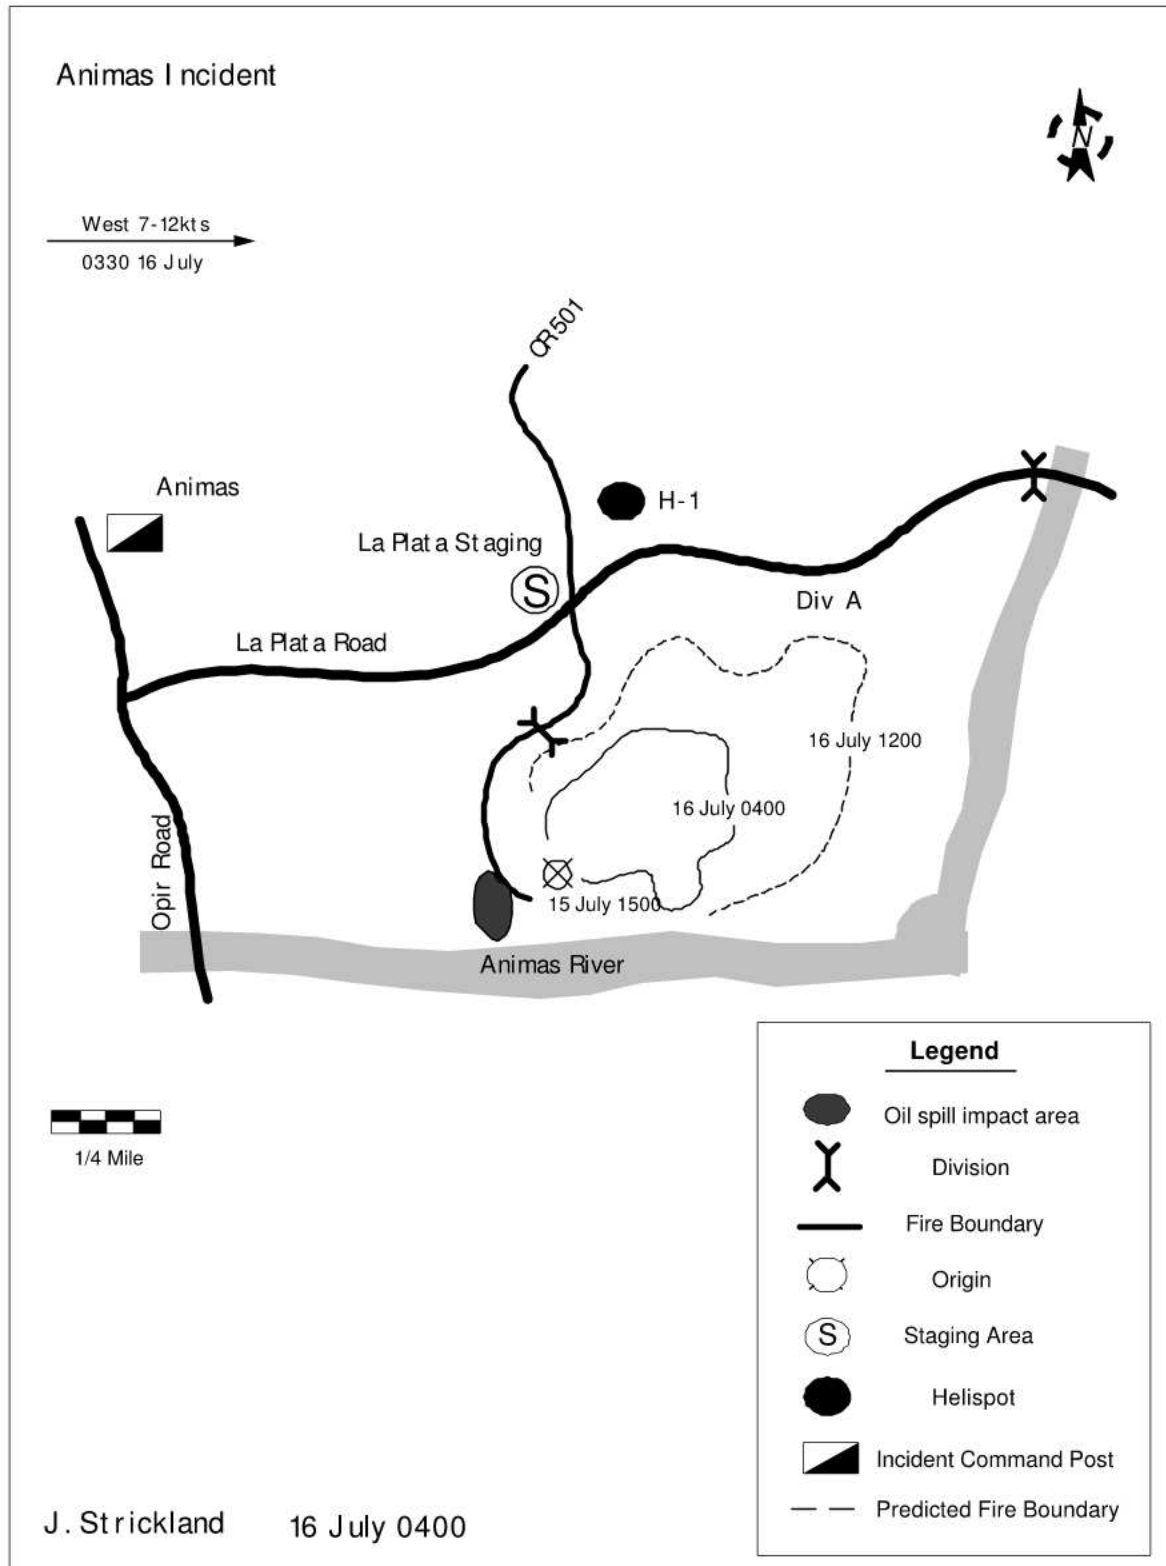 Animas Incident
N
West 7-12kts
0330 16 July
CR501
Animas
H-1
La Plata Staging
S
Div A
La Plata Road
16 July 1200
16 July 0400
Opir Road
15 July 1500
Animas River
Legend
Oil spill impact area
Division
Fire Boundary
Origin
S
Staging Area
Helispot
Incident Command Post
Predicted Fire Boundary
1/4 Mile
J. Strickland
16 July 0400